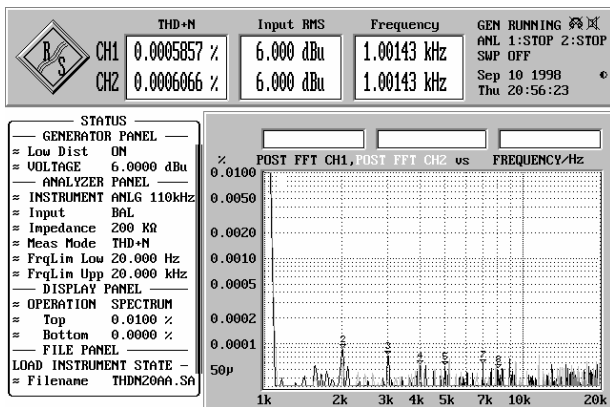 THD+N Input RMS Frequency
R S
CH1 0.0005857 % 6.000 dBu 1.00143 kHz
CH2 0.0006066 % 6.000 dBu 1.00143 kHz
GEN RUNNING
ANL 1:STOP 2:STOP
SWP OFF
Sep 10 1998
Thu 20:56:23
STATUS
GENERATOR PANEL
≈ Low Dist ON
≈ VOLTAGE 6.0000 dBu
ANALYZER PANEL
≈ INSTRUMENT ANLG 110kHz
≈ Input BAL
≈ Impedance 200 KΩ
≈ Meas Mode THD+N
≈ FrqLim Low 20.000 Hz
≈ FrqLim Upp 20.000 kHz
DISPLAY PANEL
≈ OPERATION SPECTRUM
≈ Top 0.0100 %
≈ Bottom 0.0000 %
FILE PANEL
LOAD INSTRUMENT STATE -
≈ Filename THDN20AA.SA
% POST FFT CH1,POST FFT CH2 vs FREQUENCY/Hz
0.0100
0.0050
0.0020
0.0010
0.0005
0.0002
0.0001
50µ
2 3 4 5 7 8
1k 2k 3k 4k 5k 7k 10k 20k